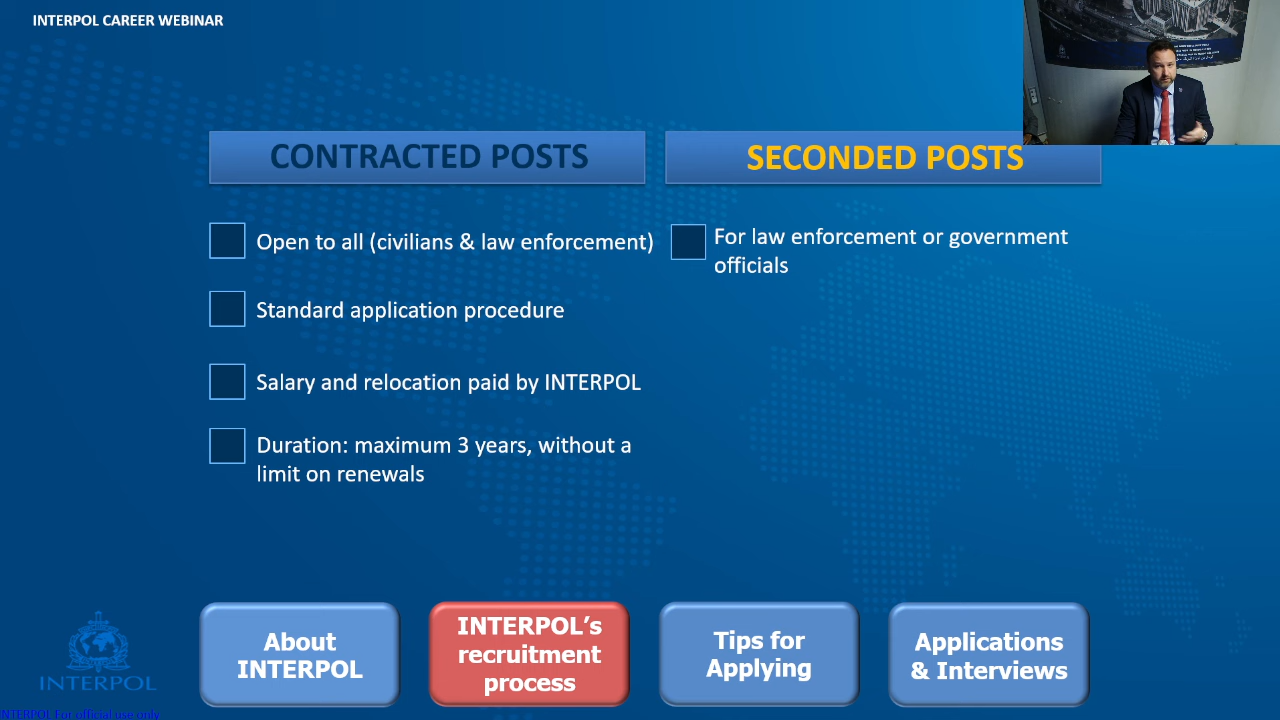 INTERPOL CAREER WEBINAR
CONTRACTED POSTS
Open to all (civilians & law enforcement)
Standard application procedure
Salary and relocation paid by INTERPOL
Duration: maximum 3 years, without a
limit on renewals
SECONDED POSTS
For law enforcement or government
officials
About
INTERPOL
INTERPOL's
recruitment
process
Tips for
Applying
Applications
& Interviews
INTERPOL
INTERPOL For official use only